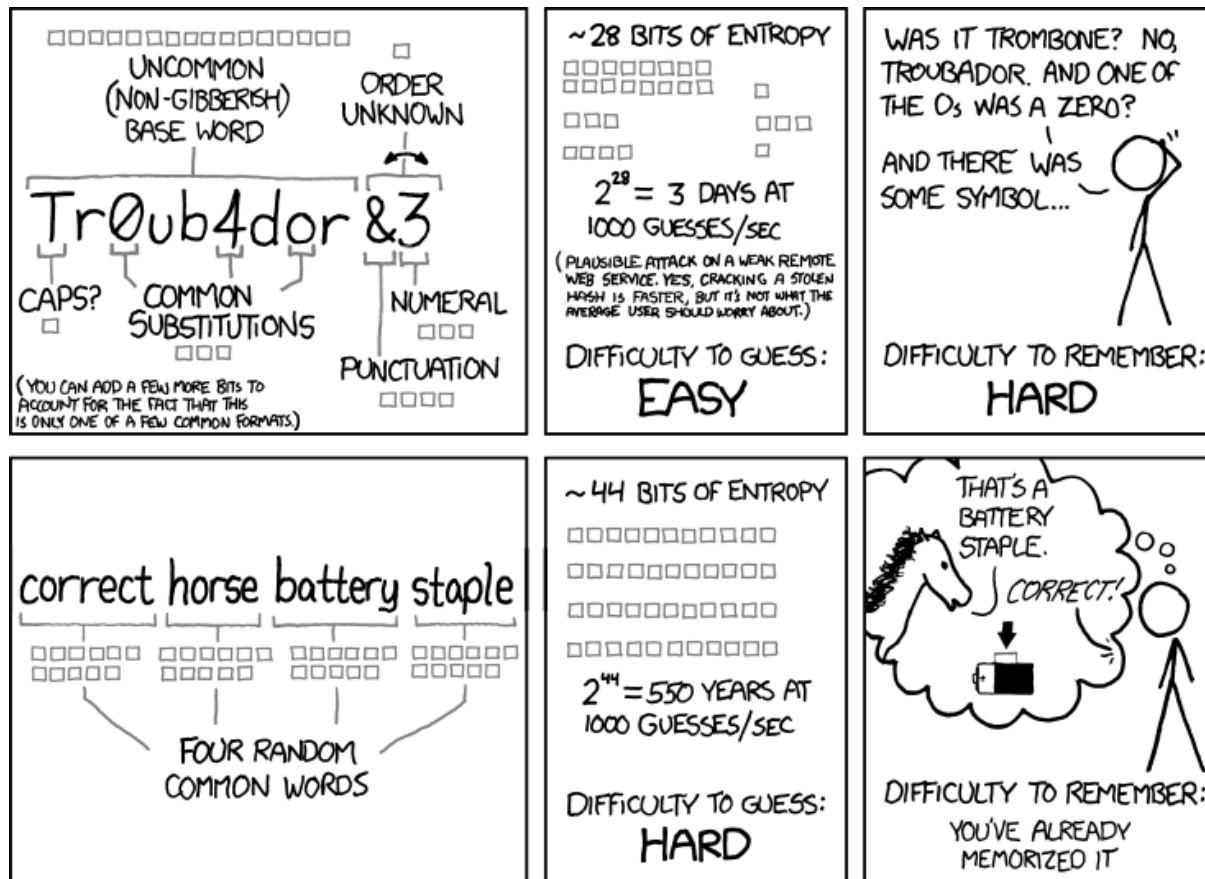 UNCOMMON
(NON-GIBBERISH)
BASE WORD
ORDER
UNKNOWN
Tr0ub4dor &3
CAPS?
COMMON
SUBSTITUTIONS
NUMERAL
PUNCTUATION
(YOU CAN ADD A FEW MORE BITS TO
ACCOUNT FOR THE FACT THAT THIS
IS ONLY ONE OF A FEW COMMON FORMATS.)
~28 BITS OF ENTROPY
2^28 = 3 DAYS AT
1000 GUESSES/SEC
(PLAUSIBLE ATTACK ON A WEAK REMOTE
WEB SERVICE. YES, CRACKING A STOLEN
HASH IS FASTER, BUT IT'S NOT WHAT THE
AVERAGE USER SHOULD WORRY ABOUT.)
DIFFICULTY TO GUESS:
EASY
WAS IT TROMBONE? NO,
TROUBADOR. AND ONE OF
THE Os WAS A ZERO?
AND THERE WAS
SOME SYMBOL...
DIFFICULTY TO REMEMBER:
HARD
correct horse battery staple
FOUR RANDOM
COMMON WORDS
~44 BITS OF ENTROPY
2^44 = 550 YEARS AT
1000 GUESSES/SEC
DIFFICULTY TO GUESS:
HARD
THAT'S A
BATTERY
STAPLE.
CORRECT!
+
DIFFICULTY TO REMEMBER:
YOU'VE ALREADY
MEMORIZED IT